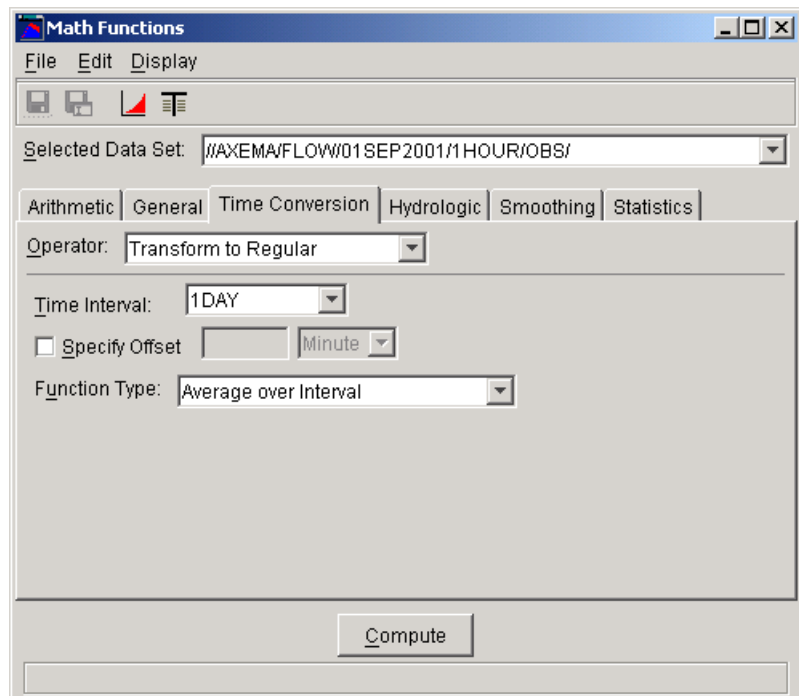 Math Functions
File Edit Display
Selected Data Set: //AXEMA/FLOW/01SEP2001/1HOUR/OBS/
Arithmetic General Time Conversion Hydrologic Smoothing Statistics
Operator: Transform to Regular
Time Interval: 1DAY
Specify Offset Minute
Function Type: Average over Interval
Compute